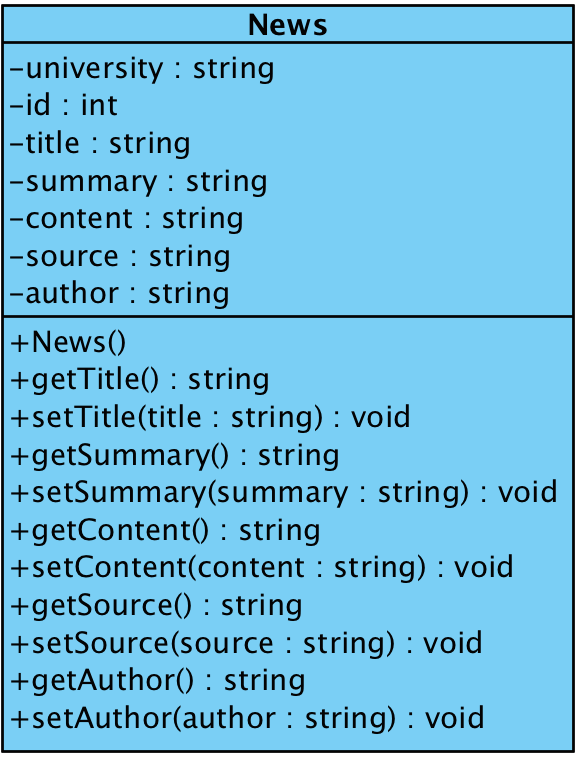 News
-university : string
-id : int
-title : string
-summary : string
-content : string
-source : string
-author : string
+News()
+getTitle() : string
+setTitle(title : string) : void
+getSummary() : string
+setSummary(summary : string) : void
+getContent() : string
+setContent(content : string) : void
+getSource() : string
+setSource(source : string) : void
+getAuthor() : string
+setAuthor(author : string) : void